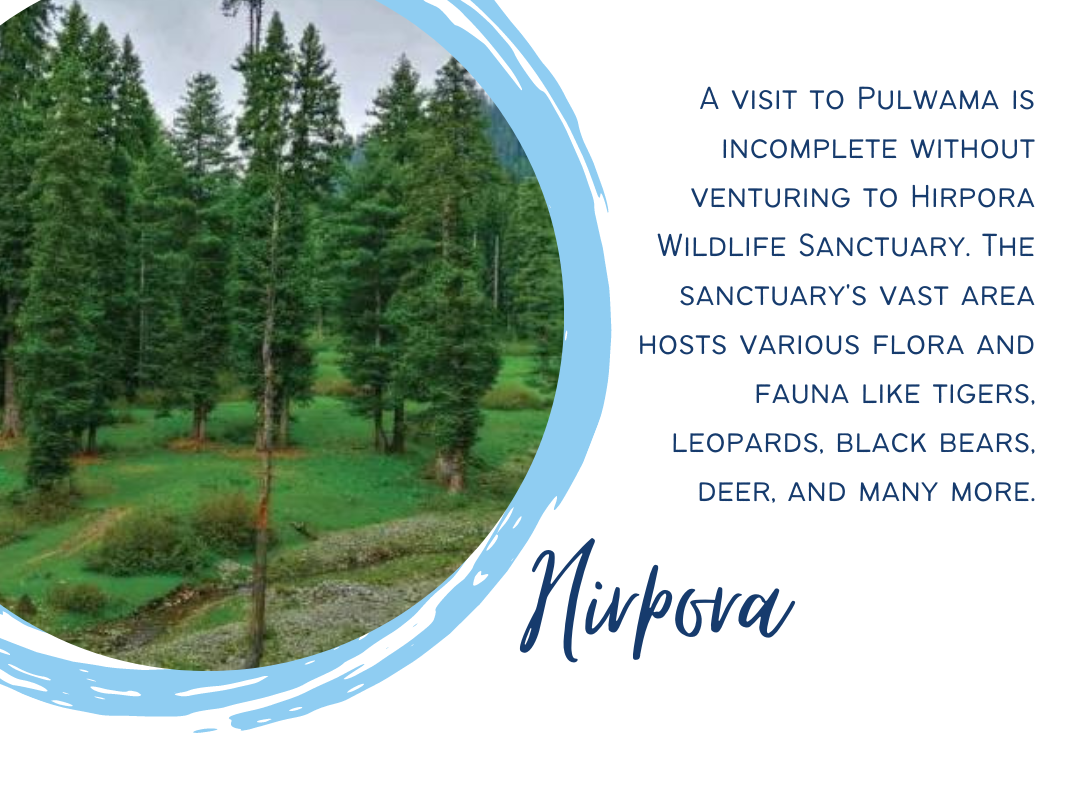 A visit to Pulwama is
incomplete without
venturing to Hirpora
Wildlife Sanctuary. The
sanctuary's vast area
hosts various flora and
fauna like tigers,
leopards, black bears,
deer, and many more.
Hirpora